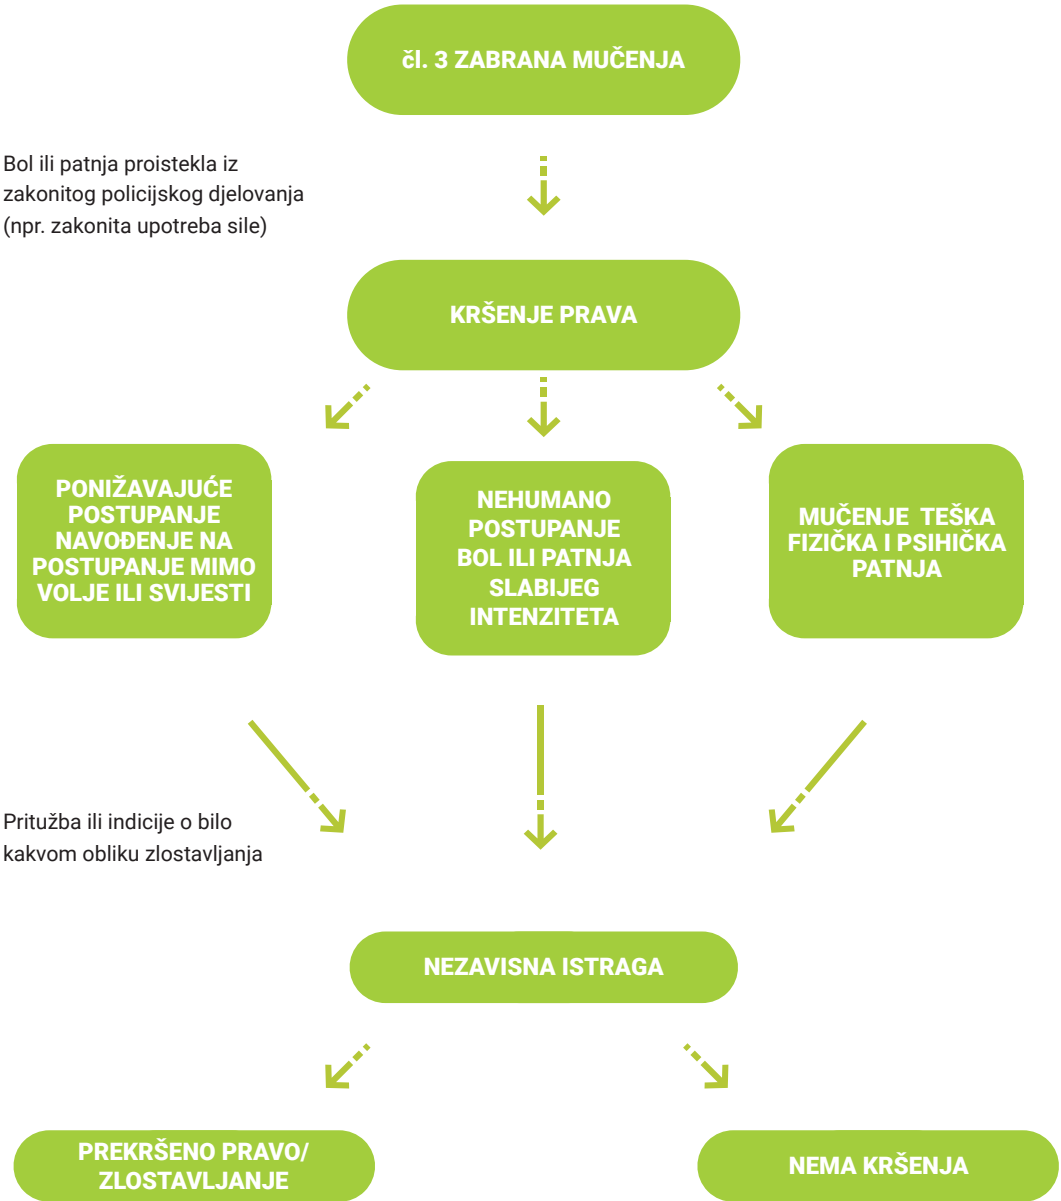 čl. 3 ZABRANA MUČENJA
Bol ili patnja proistekla iz
zakonitog policijskog djelovanja
(npr. zakonita upotreba sile)
KRŠENJE PRAVA
PONIŽAVAJUĆE
POSTUPANJE
NAVOĐENJE NA
POSTUPANJE MIMO
VOLJE ILI SVIJESTI
NEHUMANO
POSTUPANJE
BOL ILI PATNJA
SLABIJEG
INTENZITETA
MUČENJE TEŠKA
FIZIČKA I PSIHIČKA
PATNJA
Pritužba ili indicije o bilo
kakvom obliku zlostavljanja
NEZAVISNA ISTRAGA
PREKRŠENO PRAVO/
ZLOSTAVLJANJE
NEMA KRŠENJA